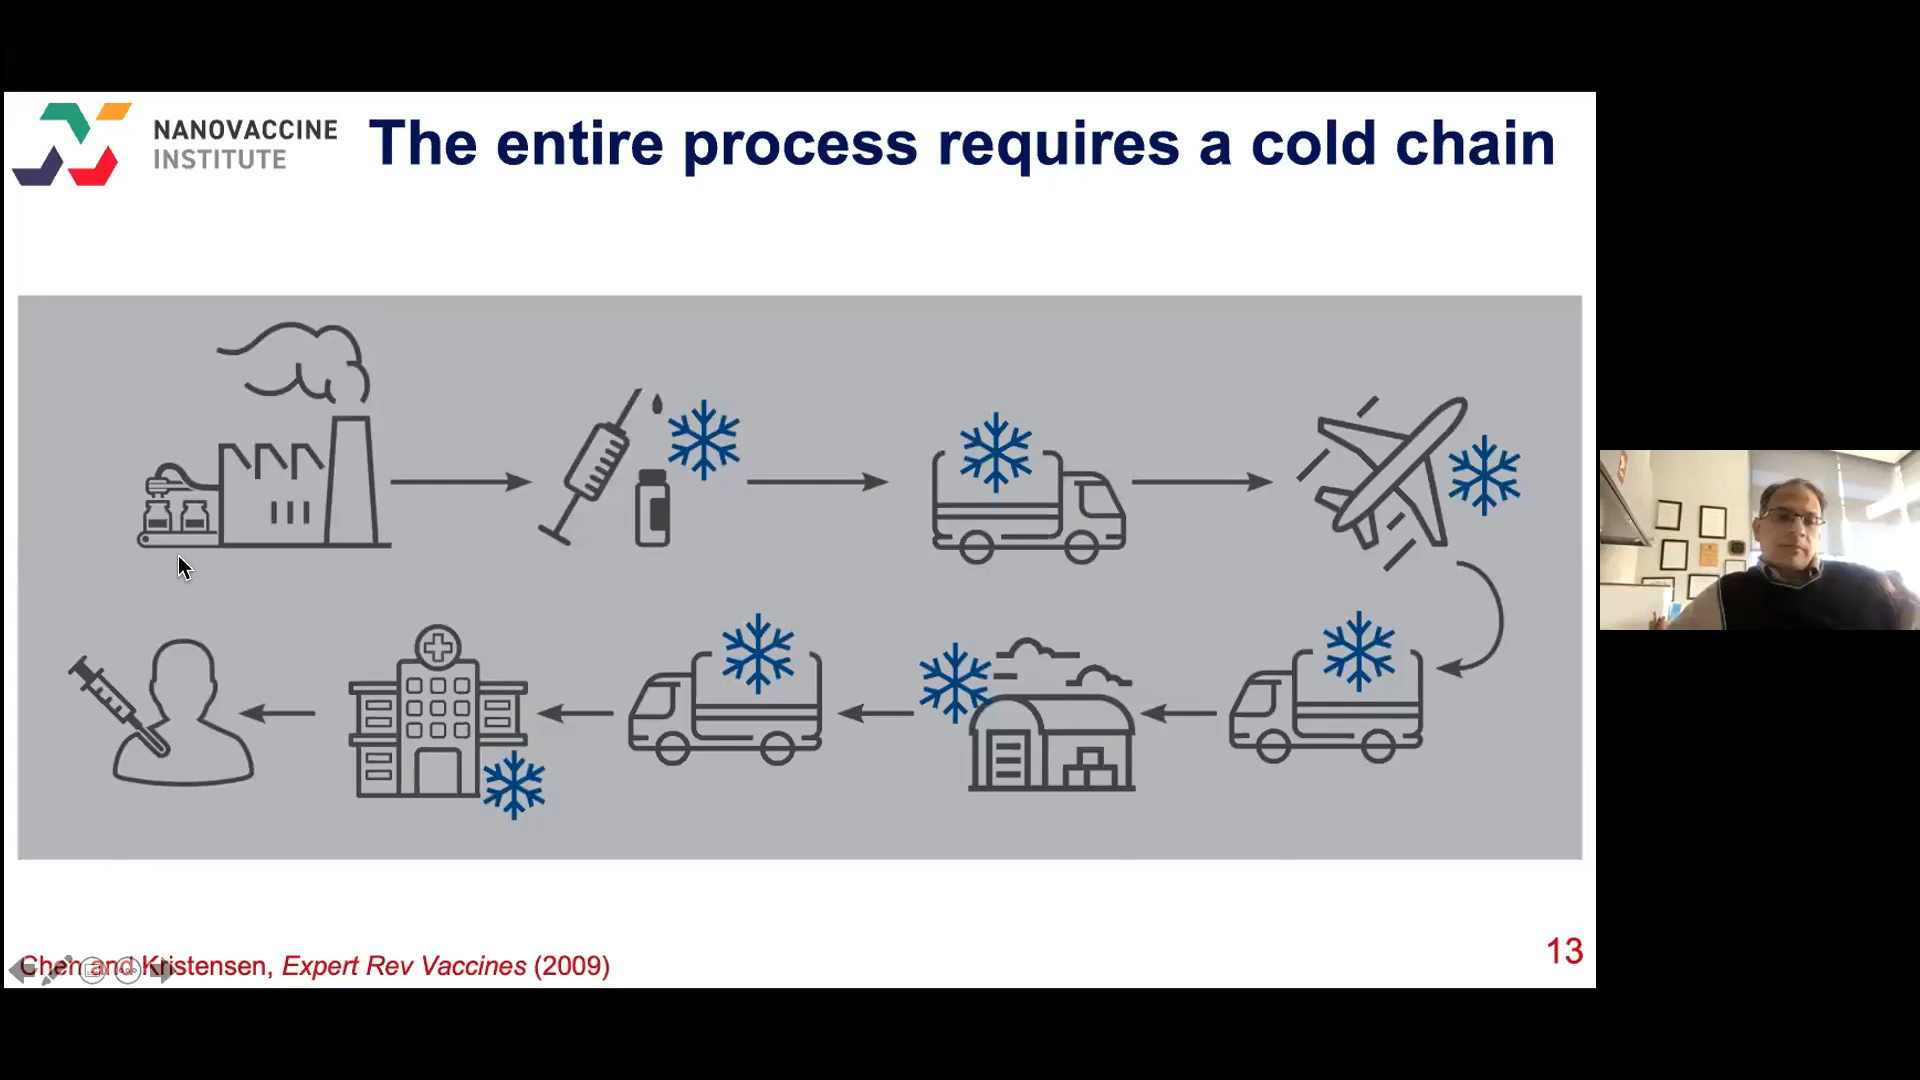 NANOVACCINE
INSTITUTE
The entire process requires a cold chain
Chen and Kristensen, Expert Rev Vaccines (2009)
13